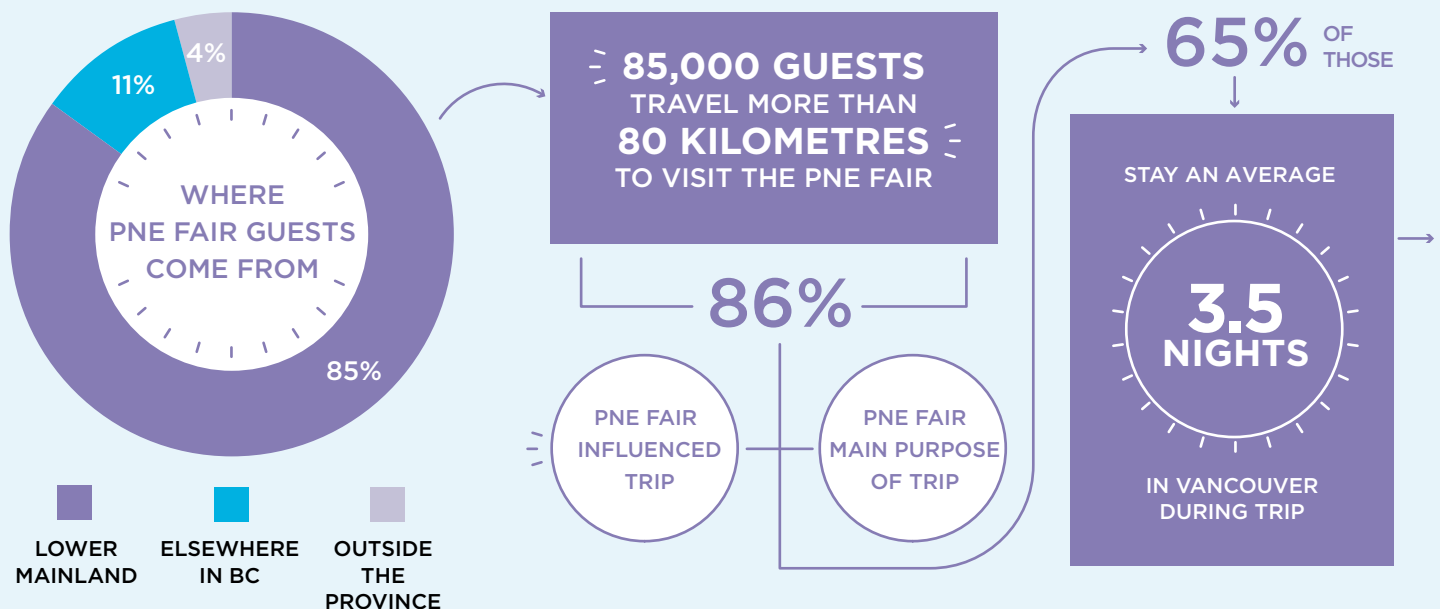 4%
11%
WHERE
PNE FAIR GUESTS
COME FROM
85%
LOWER
MAINLAND
ELSEWHERE
IN BC
OUTSIDE
THE
PROVINCE
85,000 GUESTS
TRAVEL MORE THAN
80 KILOMETRES
TO VISIT THE PNE FAIR
86%
PNE FAIR
INFLUENCED
TRIP
PNE FAIR
MAIN PURPOSE
OF TRIP
65% OF
THOSE
STAY AN AVERAGE
3.5
NIGHTS
IN VANCOUVER
DURING TRIP